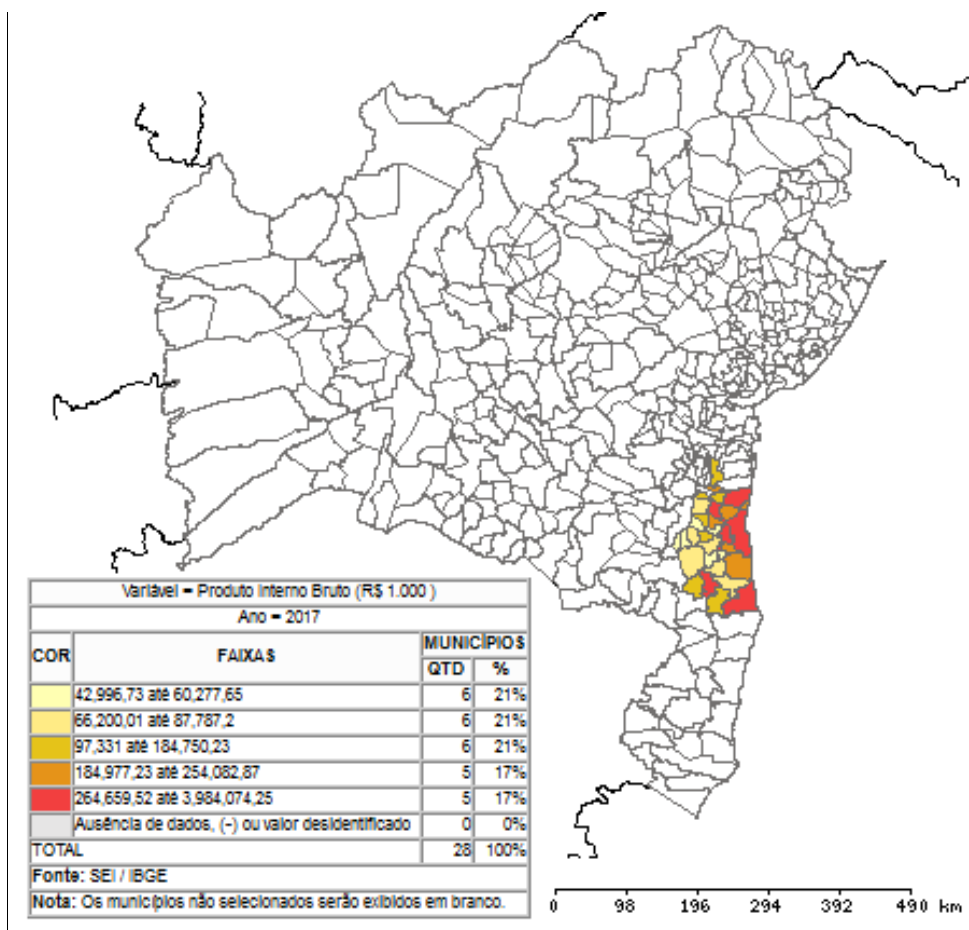 Variável = Produto Interno Bruto (R$ 1.000 )
Ano = 2017
COR FAIXAS MUNICÍPIOS
QTD %
42,996,73 até 60,277,65 6 21%
66,200,01 até 87,787,2 6 21%
97,331 até 184,750,23 6 21%
184,977,23 até 254,082,87 5 17%
264,659,52 até 3,984,074,25 5 17%
Ausência de dados, (-) ou valor desidentificado 0 0%
TOTAL 28 100%
Fonte: SEI / IBGE
Nota: Os municípios não selecionados serão exibidos em branco.
0 98 196 294 392 490 km